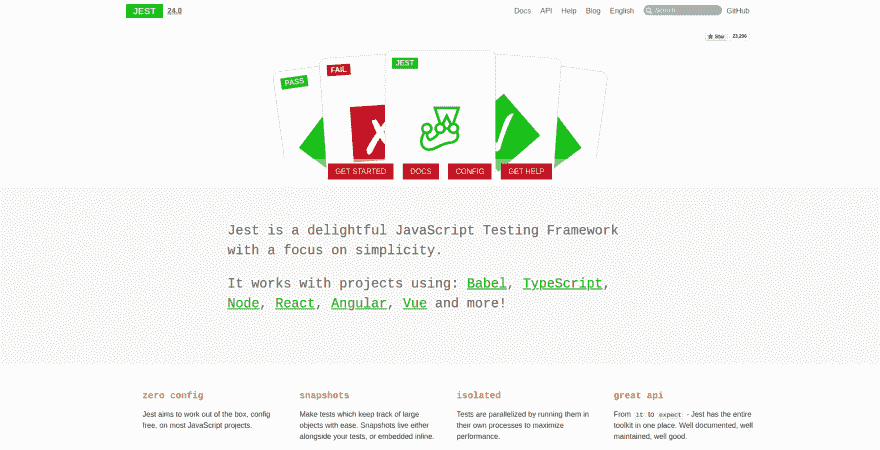 JEST 24.0 Docs API Help Blog English Search GitHub
Star 23,206
PASS
FAIL
JEST
GET STARTED DOCS CONFIG GET HELP
Jest is a delightful JavaScript Testing Framework
with a focus on simplicity.
It works with projects using: Babel, TypeScript,
Node, React, Angular, Vue and more!
zero config
Jest aims to work out of the box, config
free, on most JavaScript projects.
snapshots
Make tests which keep track of large
objects with ease. Snapshots live either
alongside your tests, or embedded inline.
isolated
Tests are parallelized by running them in
their own processes to maximize
performance.
great api
From it to expect - Jest has the entire
toolkit in one place. Well documented, well
maintained, well good.